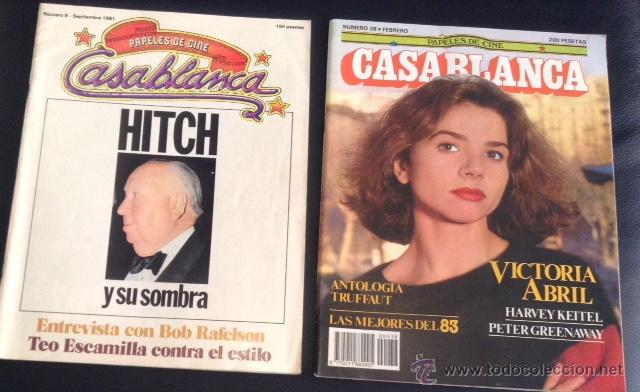 Número 9 - Septiembre 1981
150 pesetas
PAPELES DE CINE
Casablanca
HITCH
y su sombra
Entrevista con Bob Rafelson
Teo Escamilla contra el estilo
NUMERO 38 • FEBRERO
200 PESETAS
PAPELES DE CINE
CASABLANCA
ANTOLOGIA
TRUFFAUT
LAS MEJORES DEL 83
VICTORIA
ABRIL
HARVEY KEITEL
PETER GREENAWAY
00038
www.todocoleccion.net